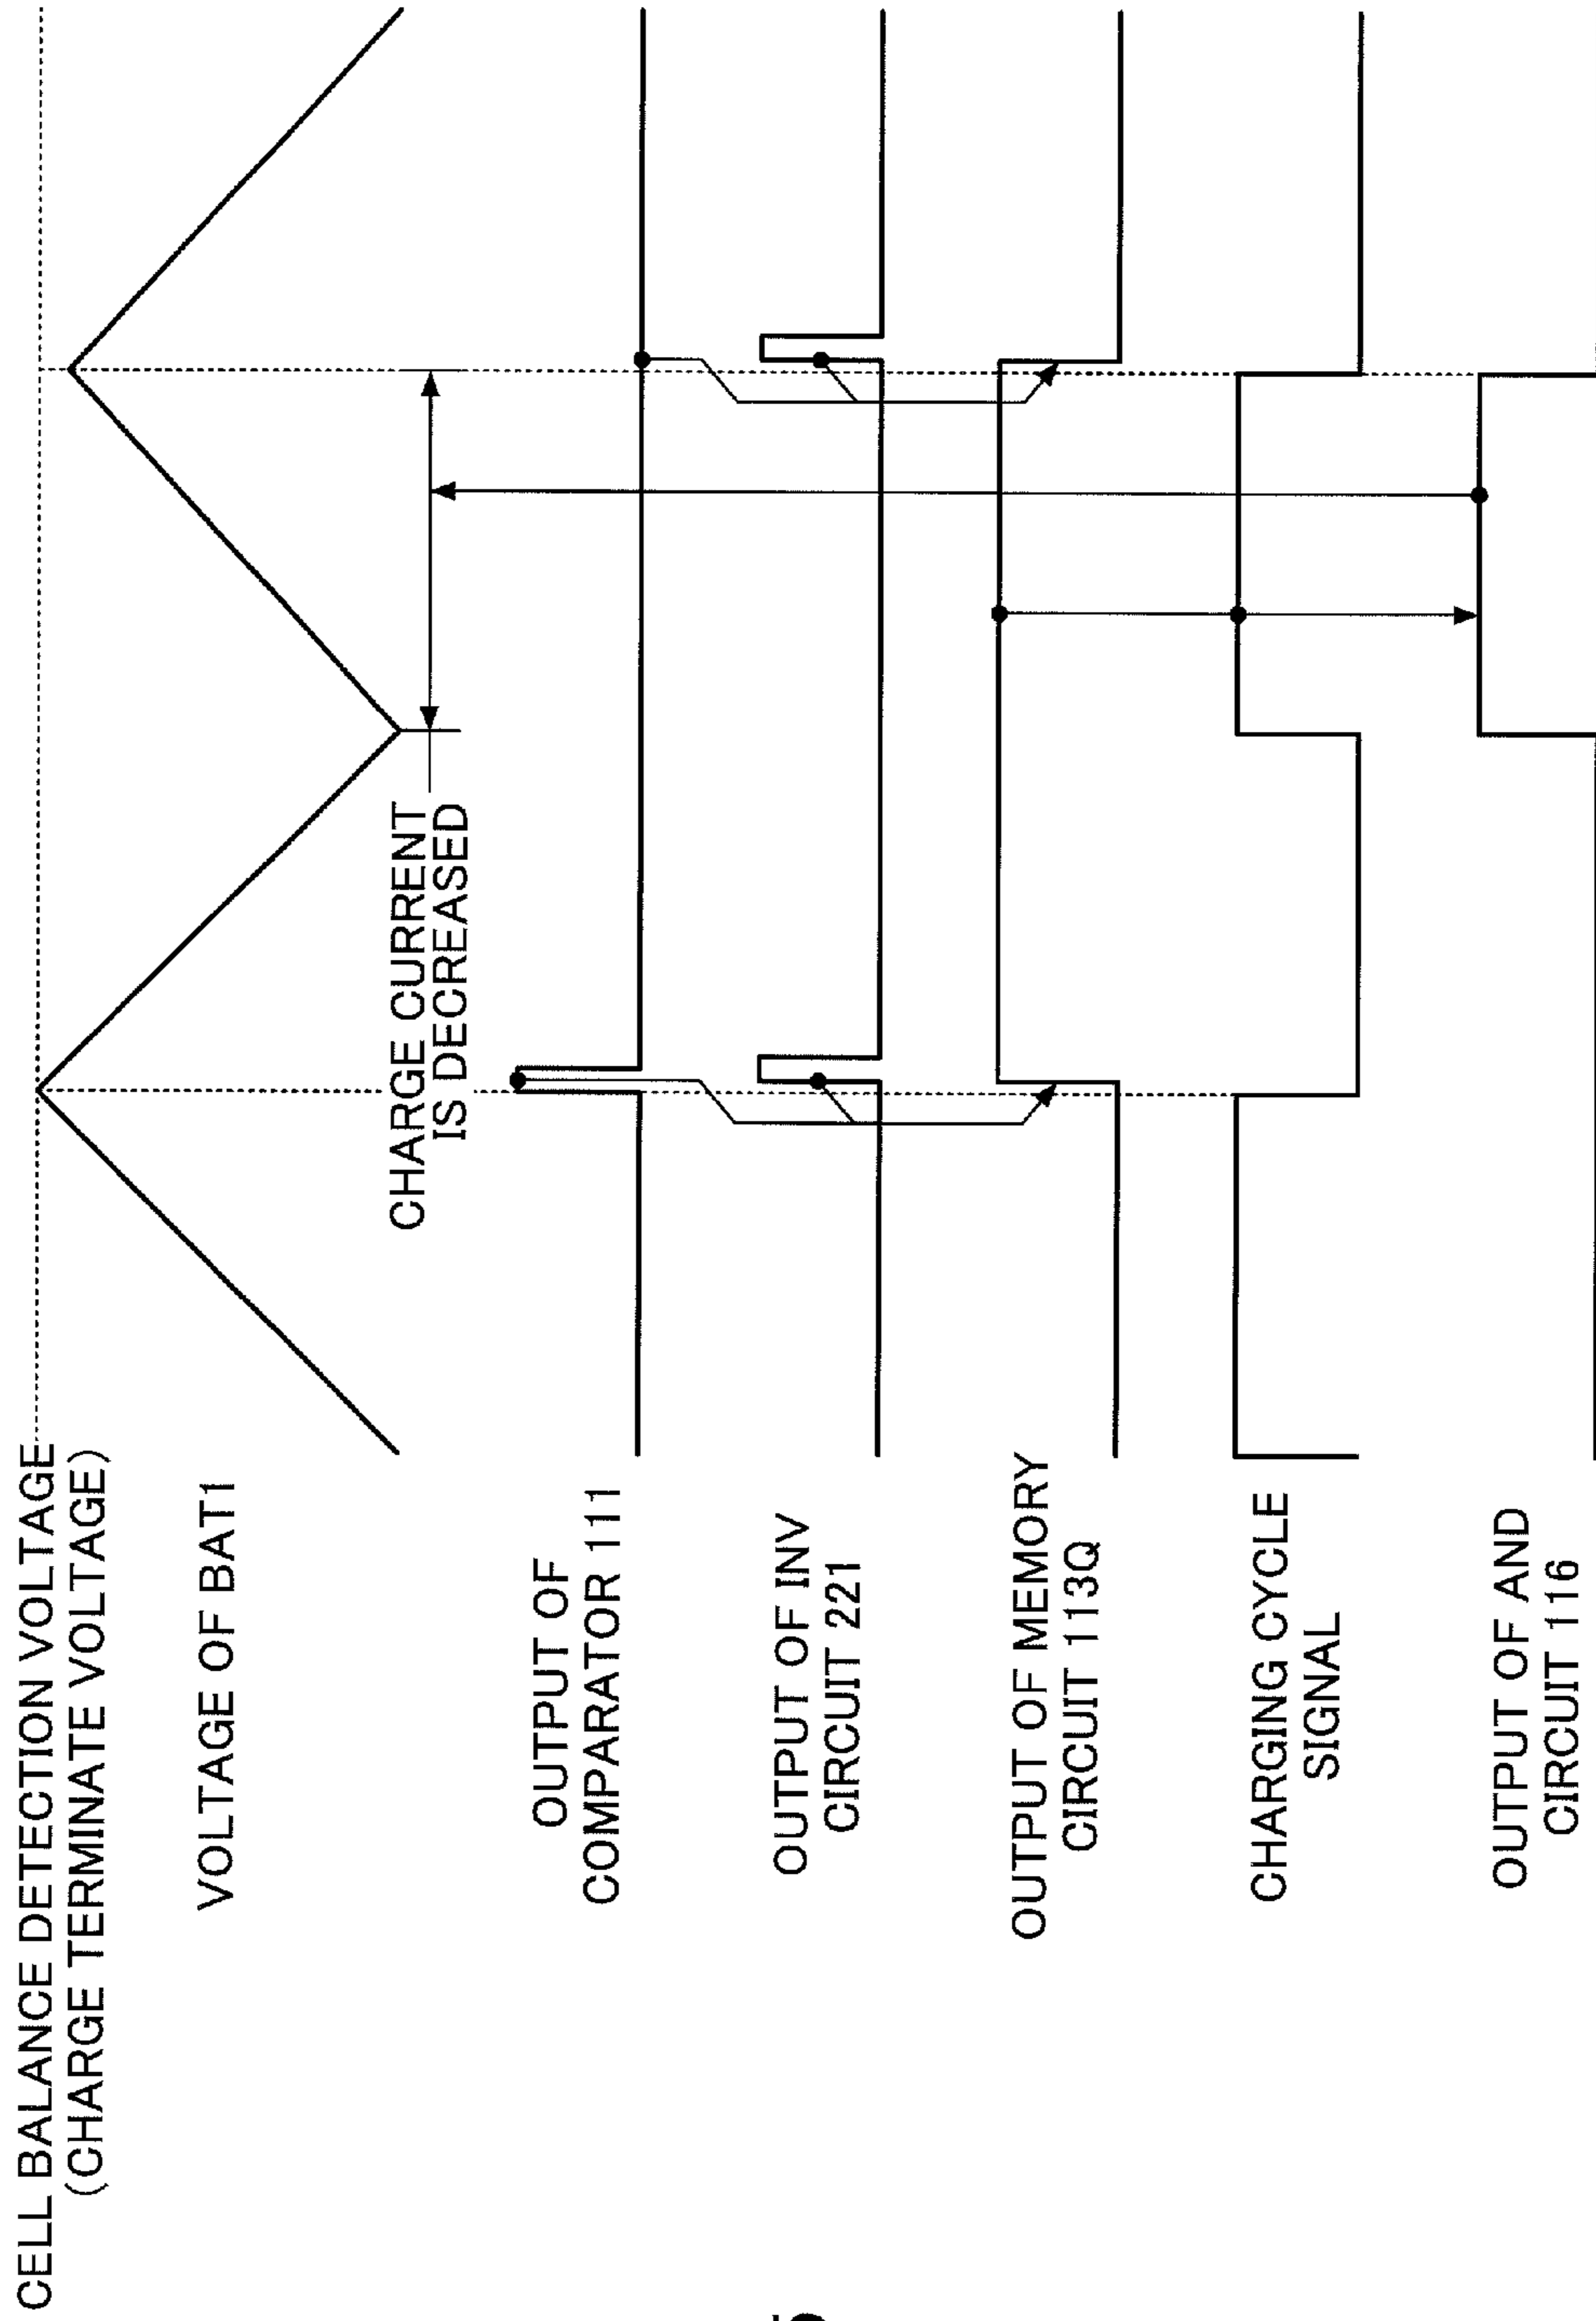 CELL BALANCE DETECTION VOLTAGE
(CHARGE TERMINATE VOLTAGE)
VOLTAGE OF BAT1
CHARGE CURRENT
IS DECREASED
OUTPUT OF
COMPARATOR 111
OUTPUT OF INV
CIRCUIT 221
OUTPUT OF MEMORY
CIRCUIT 113Q
CHARGING CYCLE
SIGNAL
OUTPUT OF AND
CIRCUIT 116